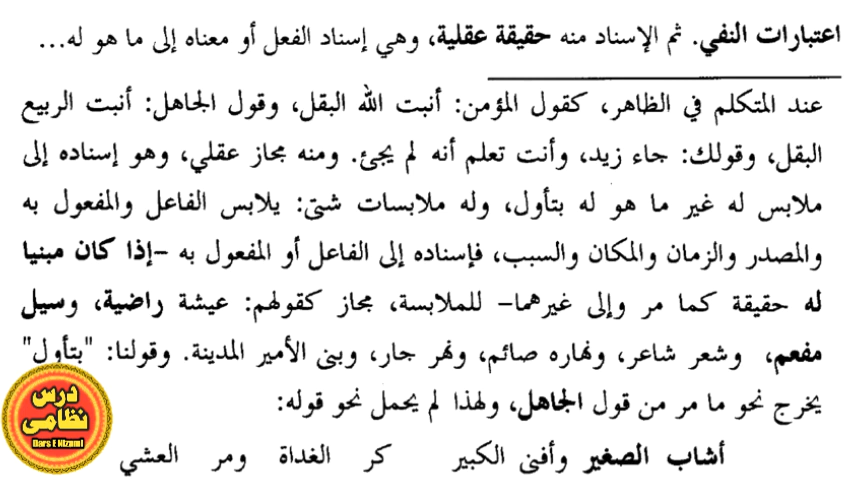 اعتبارات النفي. ثم الإسناد منه حقيقة عقلية، وهي إسناد الفعل أو معناه إلى ما هو له...
عند المتكلم في الظاهر، كقول المؤمن: أنبت الله البقل، وقول الجاهل: أنبت الربيع
البقل، وقولك: جاء زيد، وأنت تعلم أنه لم يجئ. ومنه مجاز عقلي، وهو إسناده إلى
ملابس له غير ما هو له بتأول، وله ملابسات شتى: يلابس الفاعل والمفعول به
والمصدر والزمان والمكان والسبب، فإسناده إلى الفاعل أو المفعول به –إذا كان مبنيا
له حقيقة كما مر وإلى غيرهما– للملابسة، مجاز كقولهم: عيشة راضية، وسيل
مفعم، وشعر شاعر، ونهاره صائم، ونهر جار، وبنى الأمير المدينة. وقولنا: "بتأول"
يخرج نحو ما مر من قول الجاهل، ولهذا لم يحمل نحو قوله:
أشاب الصغير وأفنى الكبير كر الغداة ومر العشي
درس
نظامى
Dars E Nizami